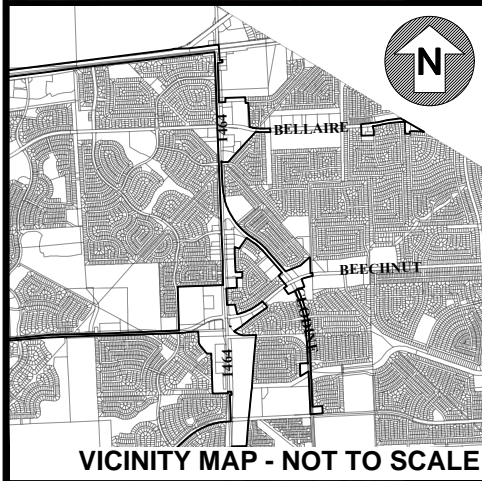 N
1464
BELLAIRE
BEECHNUT
1464
VICINITY MAP - NOT TO SCALE